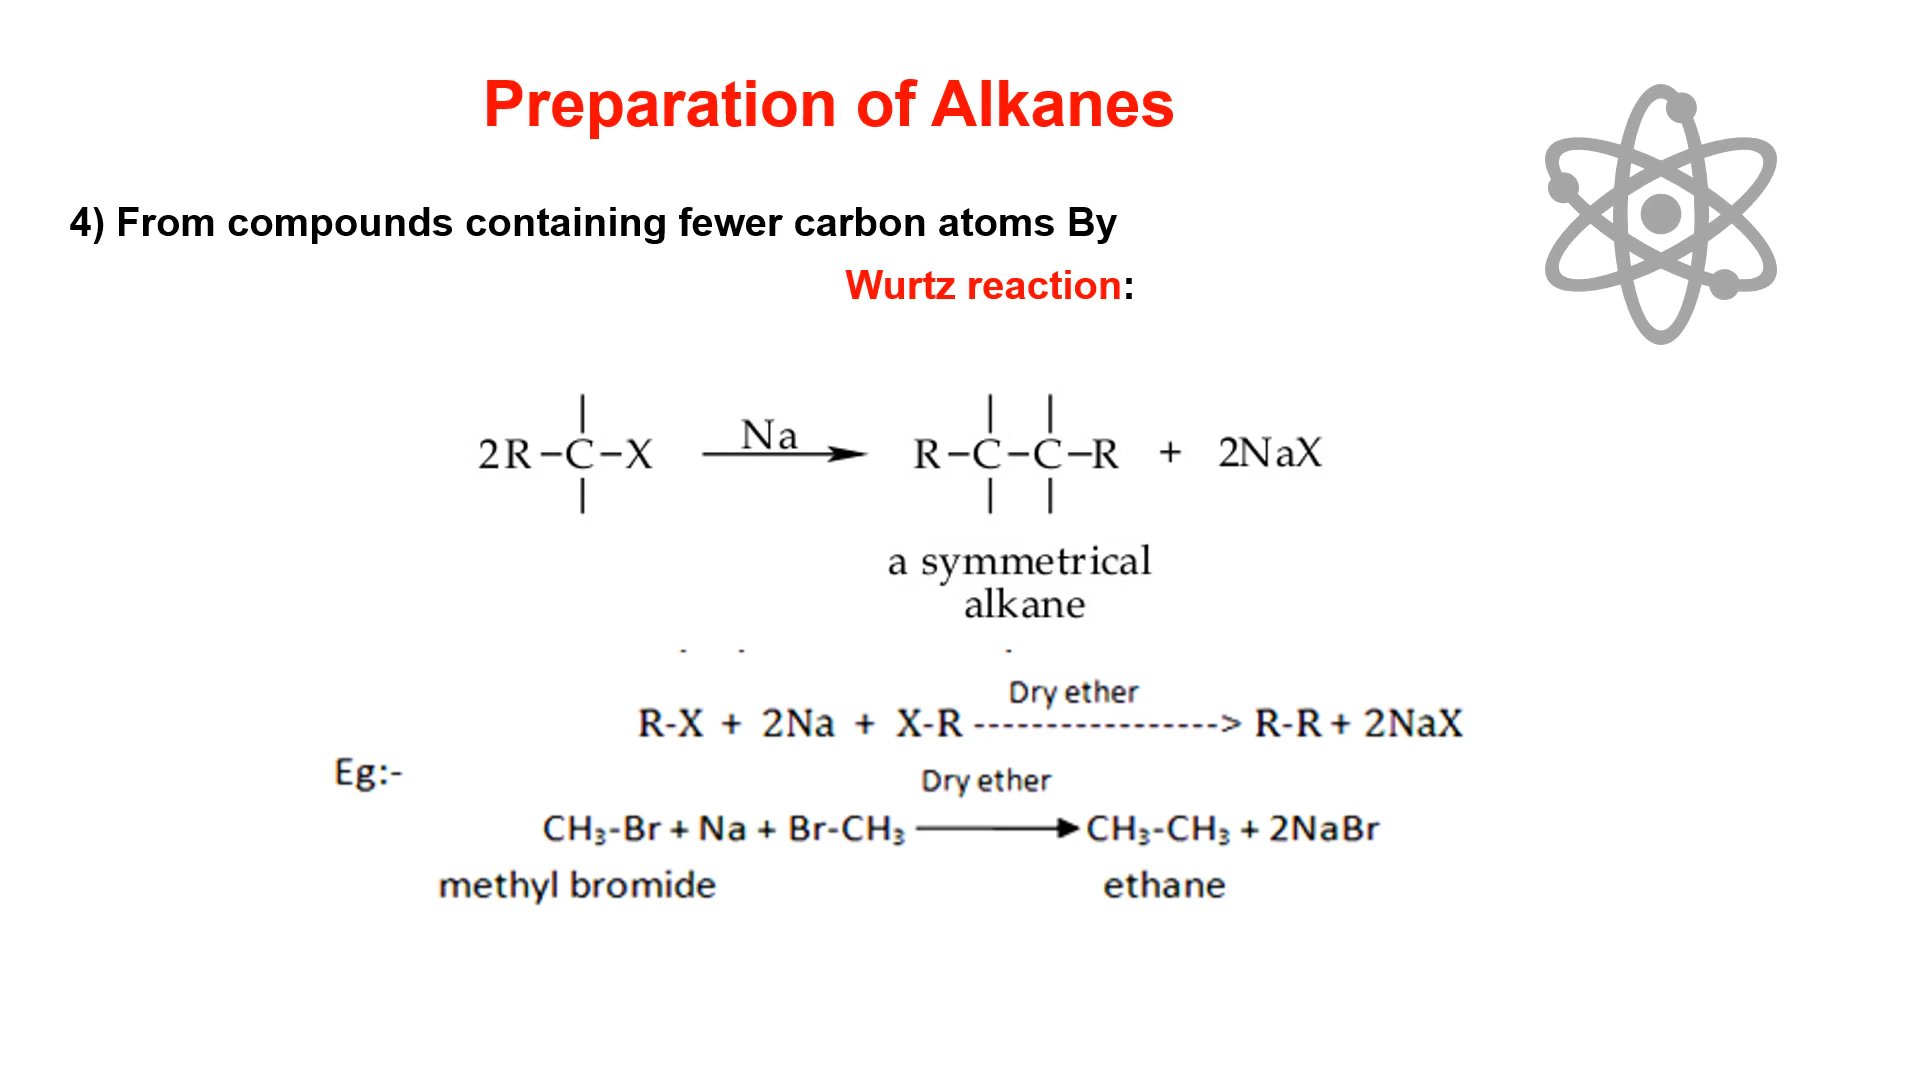 Preparation of Alkanes
4) From compounds containing fewer carbon atoms By
Wurtz reaction:
2R-C-X Na R-C-C-R + 2NaX
a symmetrical
alkane
Dry ether
R-X + 2Na + X-R -----------------> R-R + 2NaX
Eg:-
Dry ether
CH₃-Br + Na + Br-CH₃ ⟶ CH₃-CH₃ + 2NaBr
methyl bromide ethane